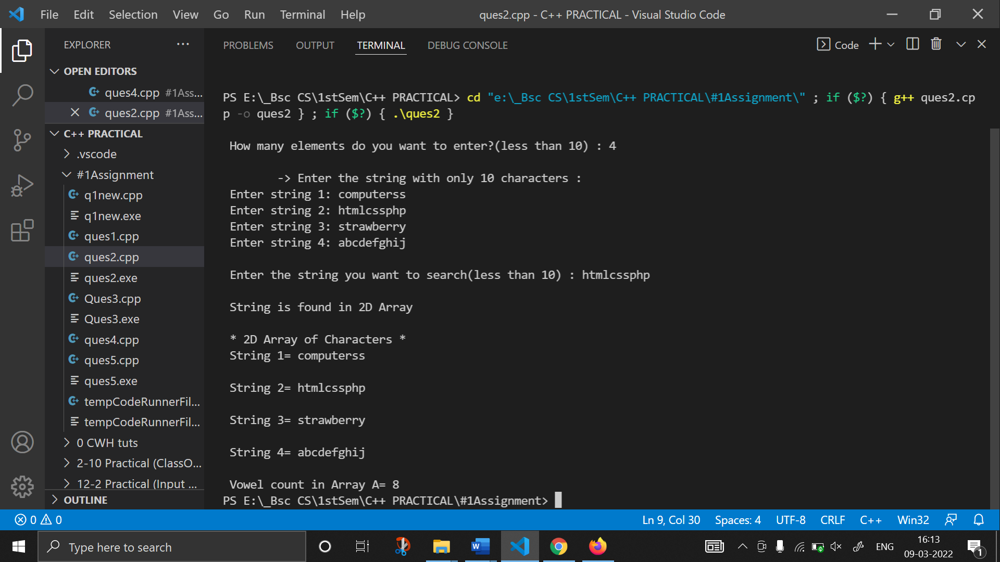 File Edit Selection View Go Run Terminal Help
ques2.cpp - C++ PRACTICAL - Visual Studio Code
EXPLORER
OPEN EDITORS
ques4.cpp #1Ass...
ques2.cpp #1Ass...
C++ PRACTICAL
.vscode
#1Assignment
q1new.cpp
q1new.exe
ques1.cpp
ques2.cpp
ques2.exe
Ques3.cpp
Ques3.exe
ques4.cpp
ques5.cpp
ques5.exe
tempCodeRunnerFil...
tempCodeRunnerFil...
0 CWH tuts
2-10 Practical (ClassO...
12-2 Practical (Input ...
OUTLINE
PROBLEMS OUTPUT TERMINAL DEBUG CONSOLE
Code
PS E:\_Bsc CS\1stSem\C++ PRACTICAL> cd "e:\_Bsc CS\1stSem\C++ PRACTICAL\#1Assignment\" ; if ($?) { g++ ques2.cp
p -o ques2 } ; if ($?) { .\ques2 }
How many elements do you want to enter?(less than 10) : 4
-> Enter the string with only 10 characters :
Enter string 1: computerss
Enter string 2: htmlcssphp
Enter string 3: strawberry
Enter string 4: abcdefghij
Enter the string you want to search(less than 10) : htmlcssphp
String is found in 2D Array
* 2D Array of Characters *
String 1= computerss
String 2= htmlcssphp
String 3= strawberry
String 4= abcdefghij
Vowel count in Array A= 8
PS E:\_Bsc CS\1stSem\C++ PRACTICAL\#1Assignment>
0 0
Ln 9, Col 30 Spaces: 4 UTF-8 CRLF C++ Win32
Type here to search
W
ENG
16:13
09-03-2022
1